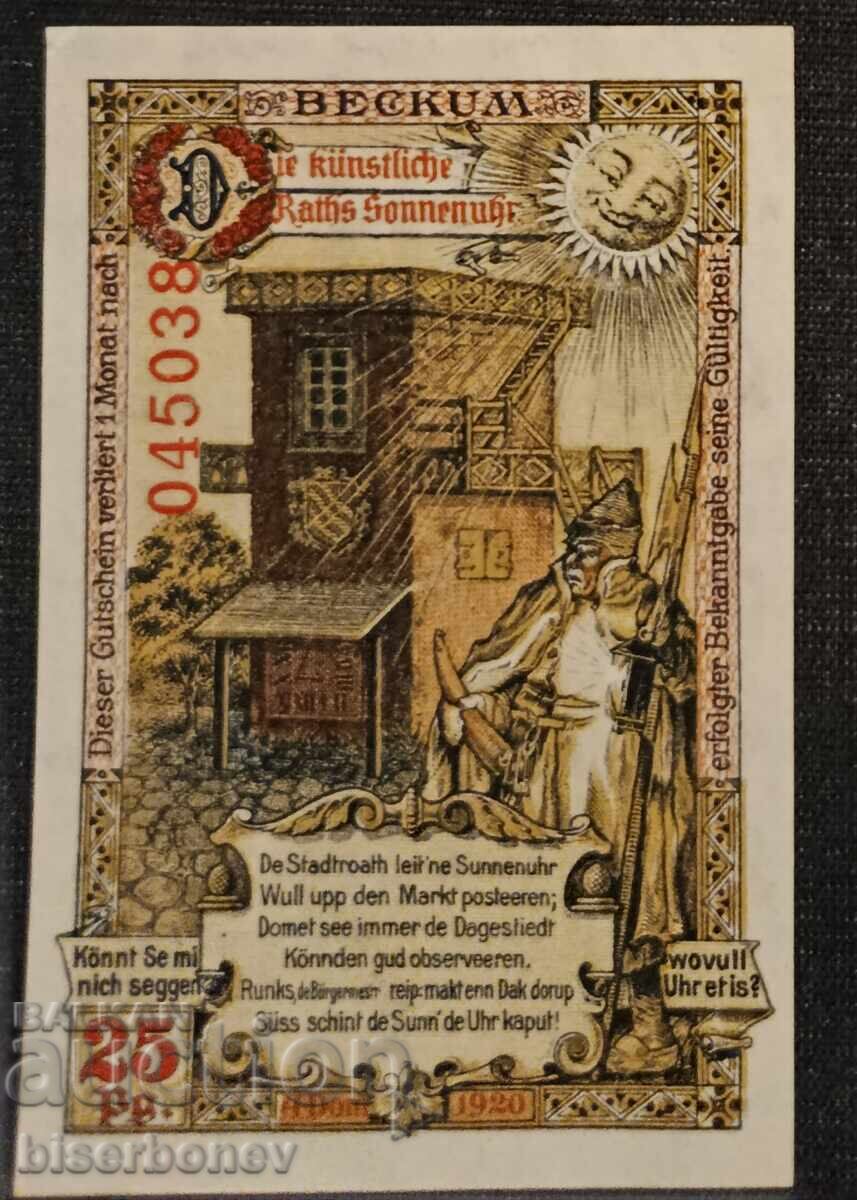 BECKUM
Die künstliche
Raths Sonnenuhr.
045038
Dieser Gutschein verliert 1 Monat nach
erfolgter Bekanntgabe seine Gültigkeit.
De Stadtroath leit'ne Sunnenuhr
Wull upp den Markt posteeren;
Domet see immer de Dagestiedt
Könnden gud observeeren.
Runks, de Bürgermestr reip: makt enn Dak dorup
Süss schint de Sunn' de Uhr kaput!
Könnt Se mi
nich seggen
wovull
Uhr et is?
25
Pg.
1920
BALKAN
auction
biserbonev